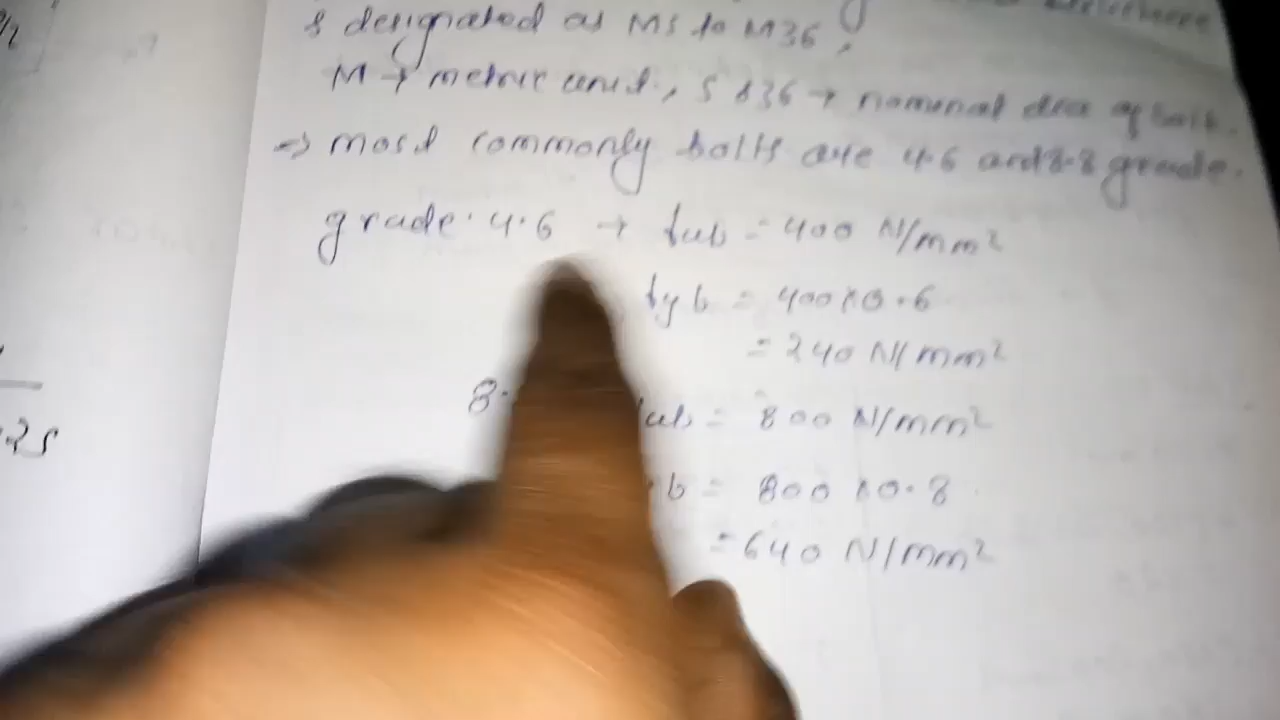 & designated as M5 to M36,
M → metric unit, 5 & 36 → nominal dia of bolt.
⇒ most commonly bolts are 4.6 and 8.8 grade.
grade 4.6 → fub = 400 N/mm²
fyb = 400 x 0.6
= 240 N/mm²
8. ub = 800 N/mm²
b = 800 x 0.8
= 640 N/mm²